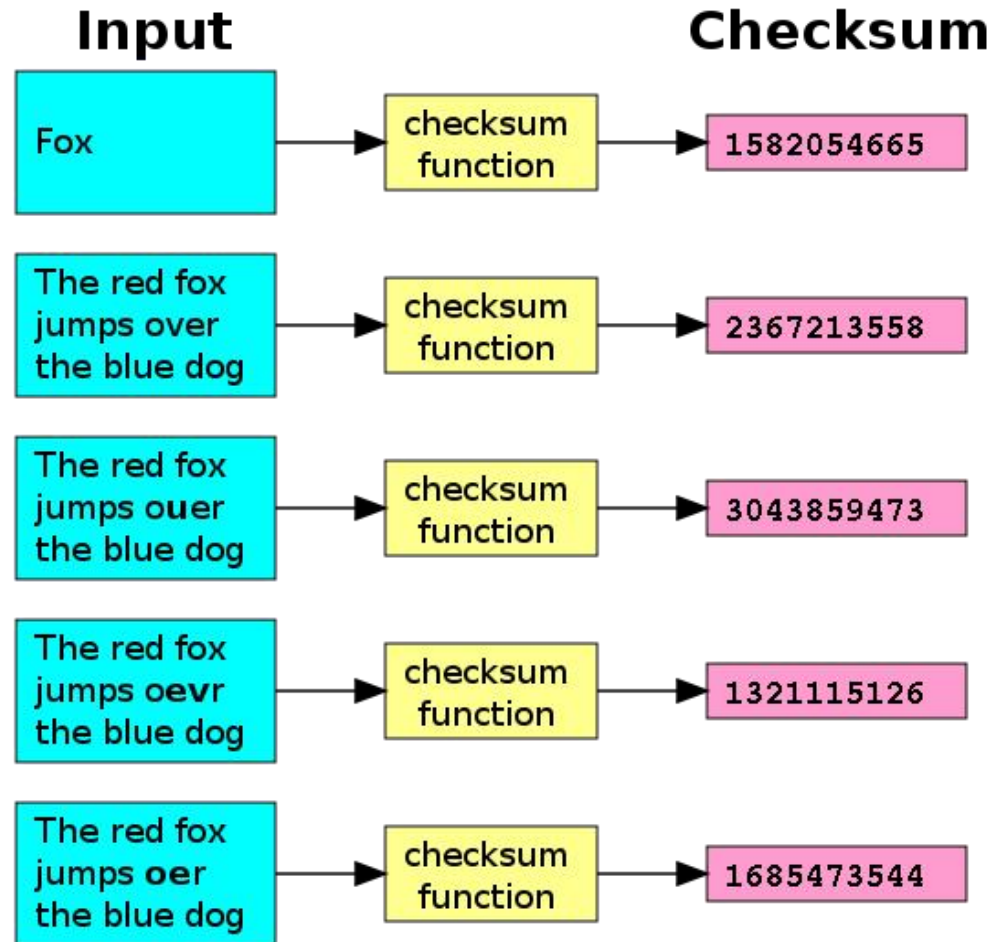 Input
Checksum
Fox
checksum
function
1582054665
The red fox
jumps over
the blue dog
checksum
function
2367213558
The red fox
jumps ouer
the blue dog
checksum
function
3043859473
The red fox
jumps oevr
the blue dog
checksum
function
1321115126
The red fox
jumps oer
the blue dog
checksum
function
1685473544